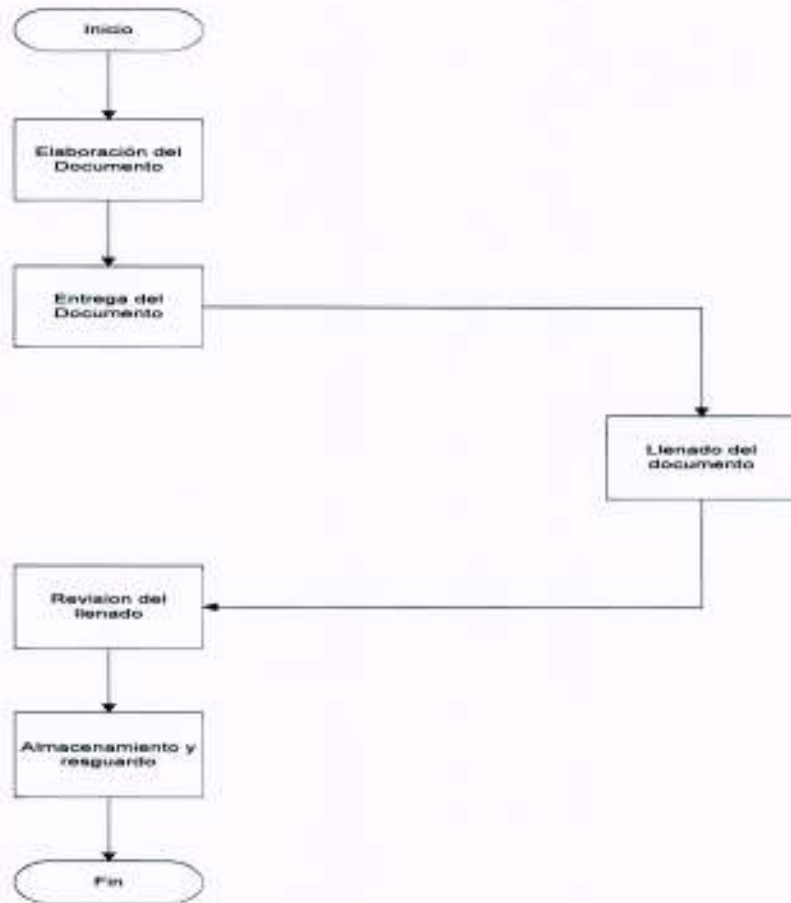 Inicio
Elaboración del
Documento
Entrega del
Documento
Llenado del
documento
Revision del
llenado
Almacenamiento y
resguardo
Fin